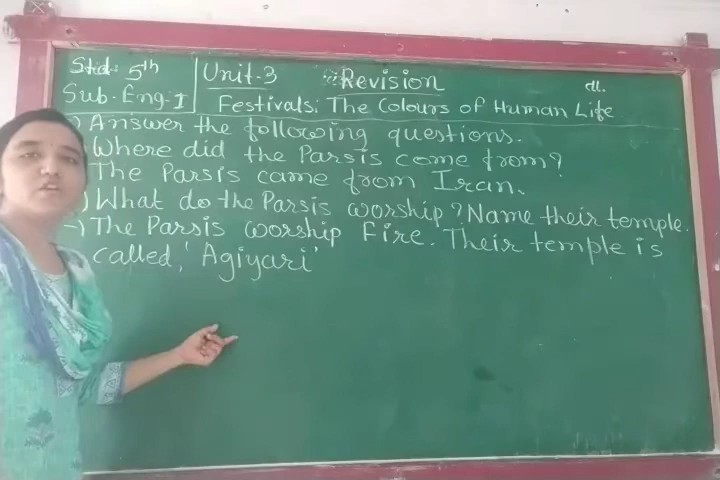 Std: 5th
Sub. Eng-I
Unit-3
Revision
dt.
Festivals: The Colours of Human Life
) Answer the following questions.
Where did the Parsis come from?
The Parsis came from Iran.
) What do the Parsis worship? Name their temple.
→ The Parsis worship Fire. Their temple is
called, 'Agiyari'